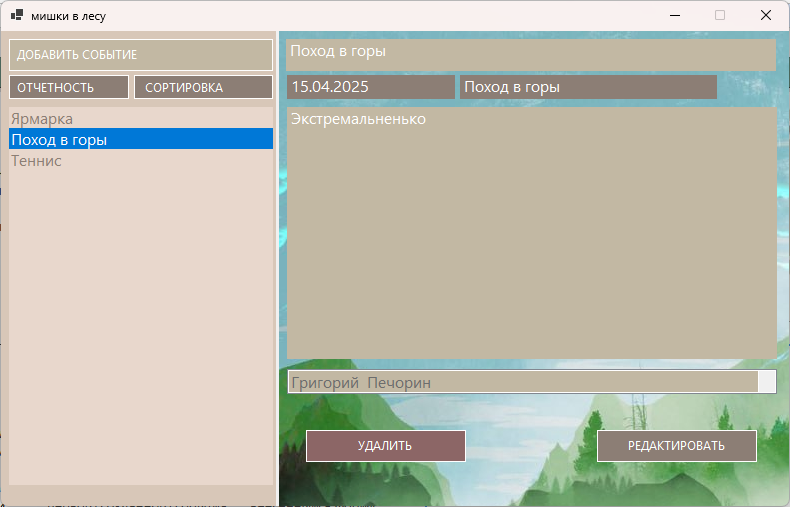 мишки в лесу
ДОБАВИТЬ СОБЫТИЕ
ОТЧЕТНОСТЬ
СОРТИРОВКА
Ярмарка
Поход в горы
Теннис
Поход в горы
15.04.2025
Поход в горы
Экстремальненько
Григорий Печорин
УДАЛИТЬ
РЕДАКТИРОВАТЬ